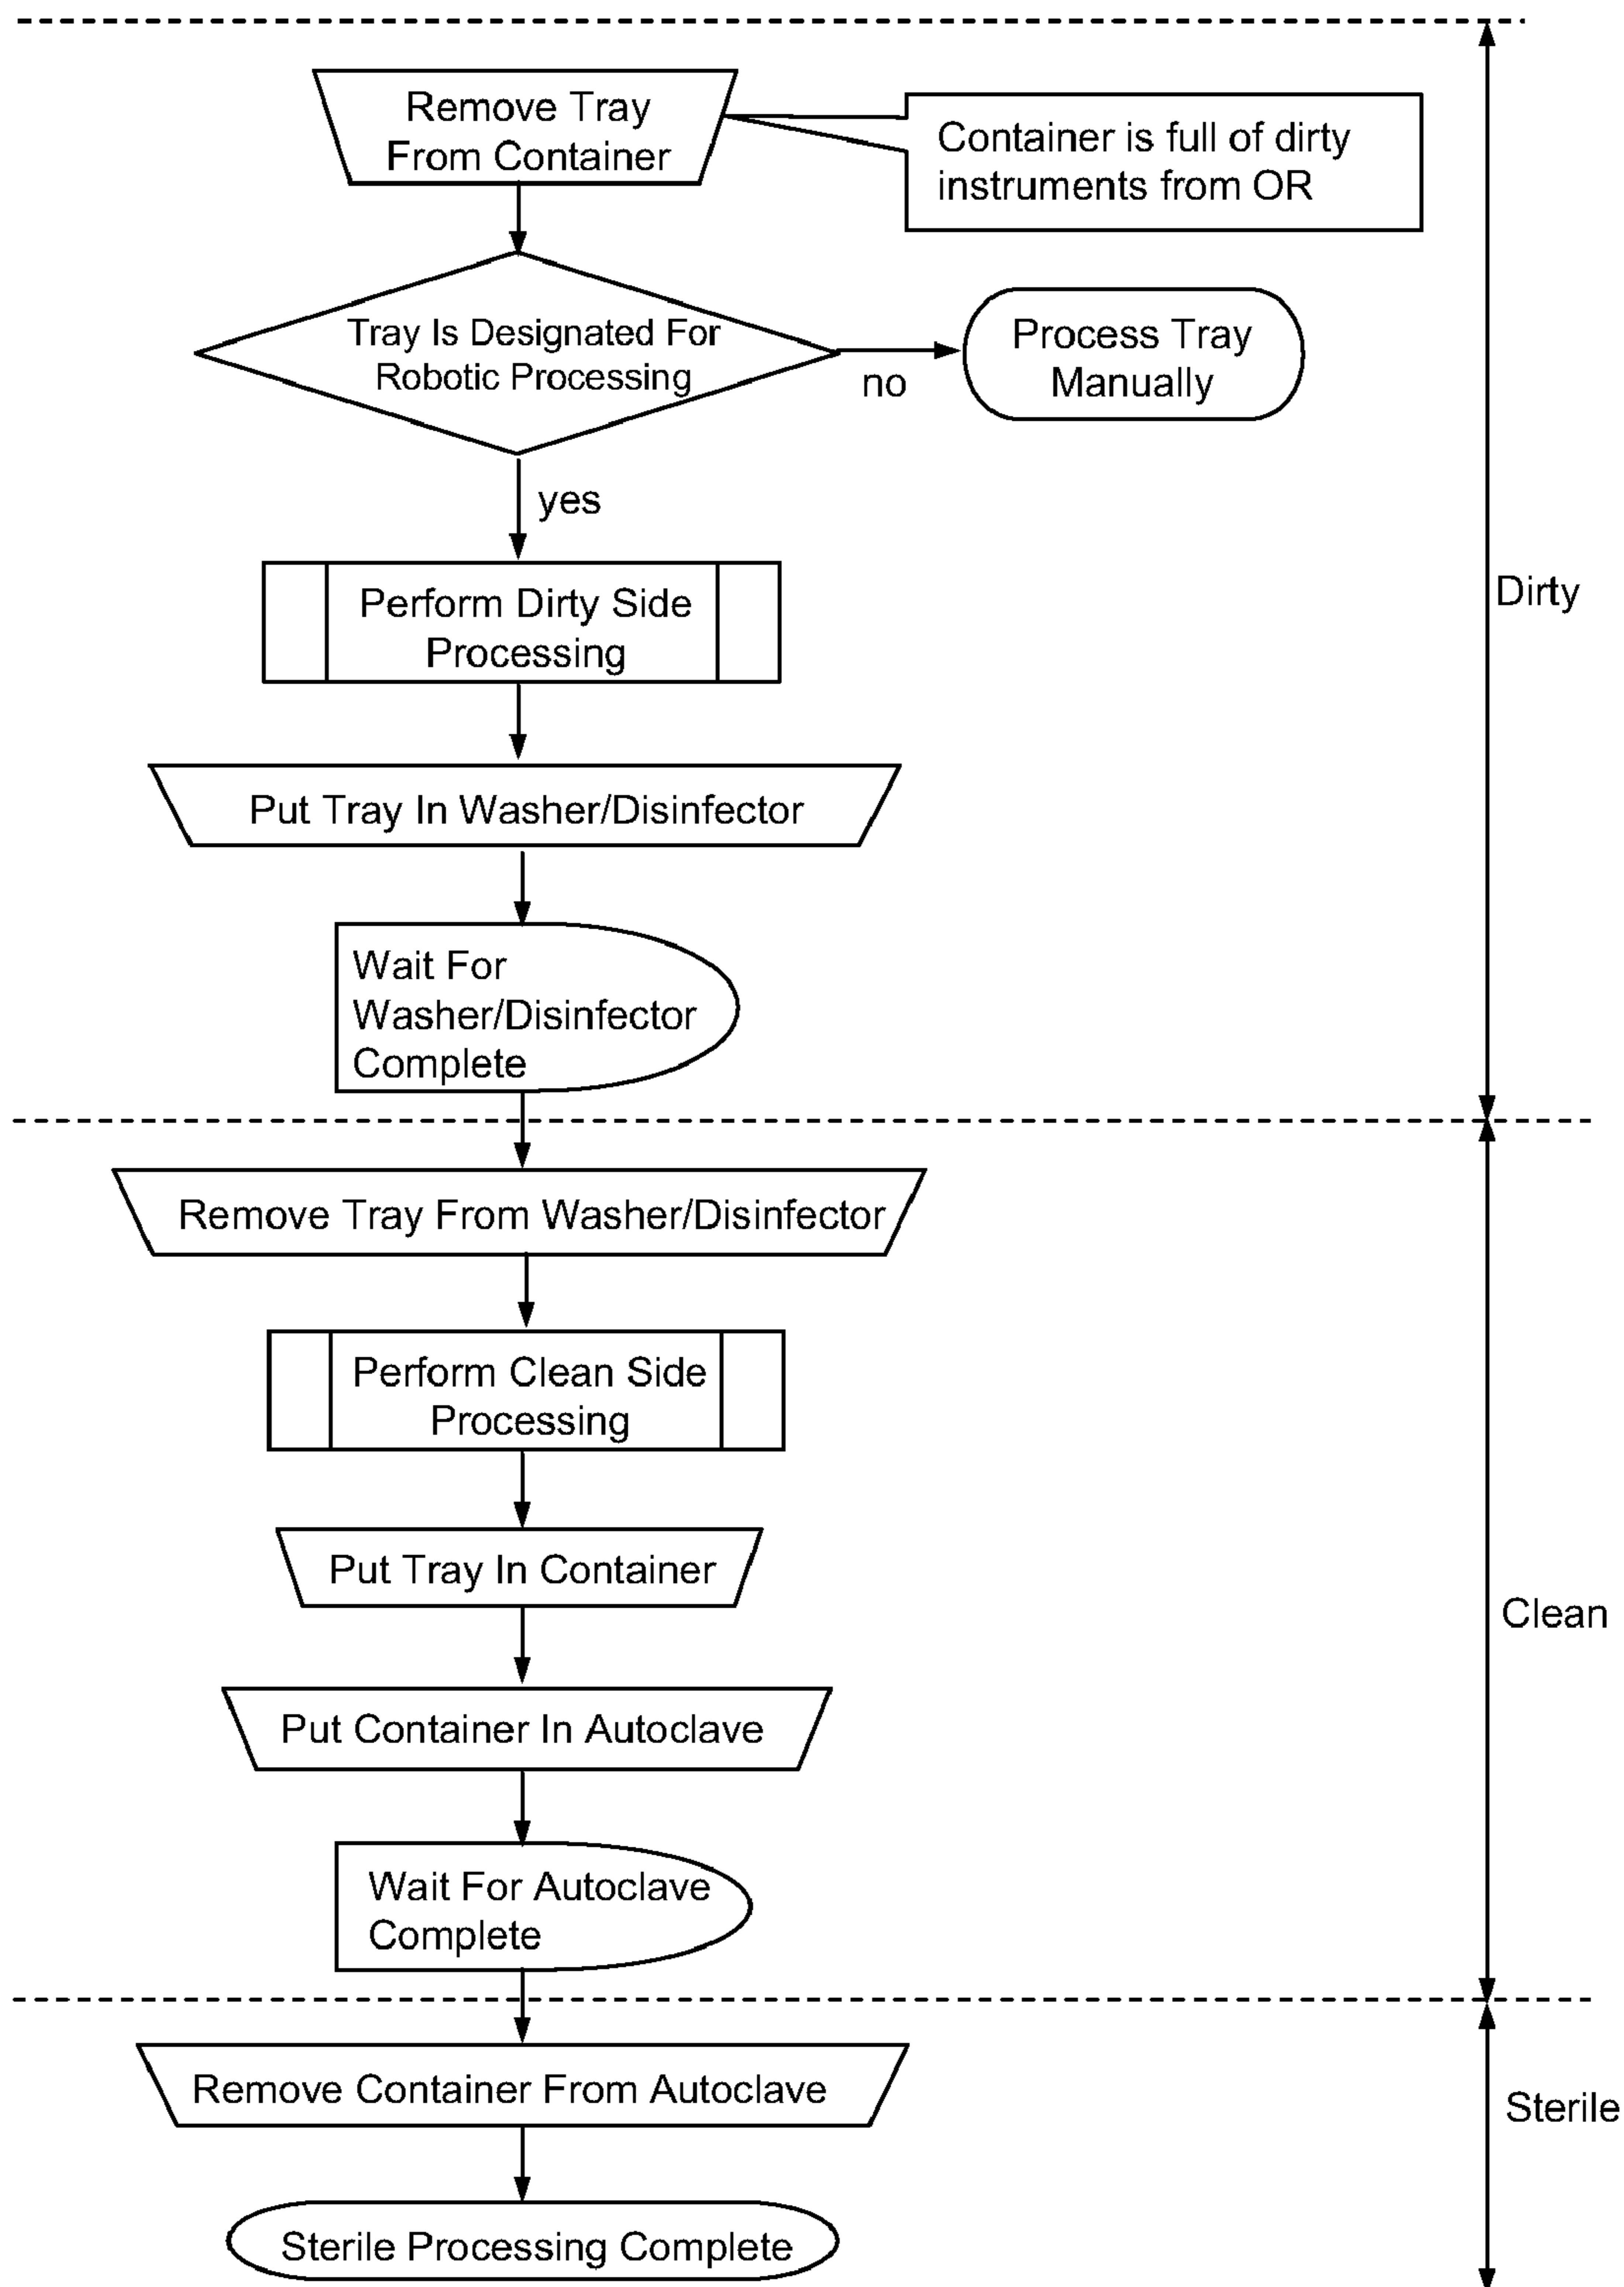 Remove Tray
From Container
Container is full of dirty
instruments from OR
Tray Is Designated For
Robotic Processing
no
Process Tray
Manually
yes
Perform Dirty Side
Processing
Dirty
Put Tray In Washer/Disinfector
Wait For
Washer/Disinfector
Complete
Remove Tray From Washer/Disinfector
Perform Clean Side
Processing
Put Tray In Container
Clean
Put Container In Autoclave
Wait For Autoclave
Complete
Remove Container From Autoclave
Sterile
Sterile Processing Complete